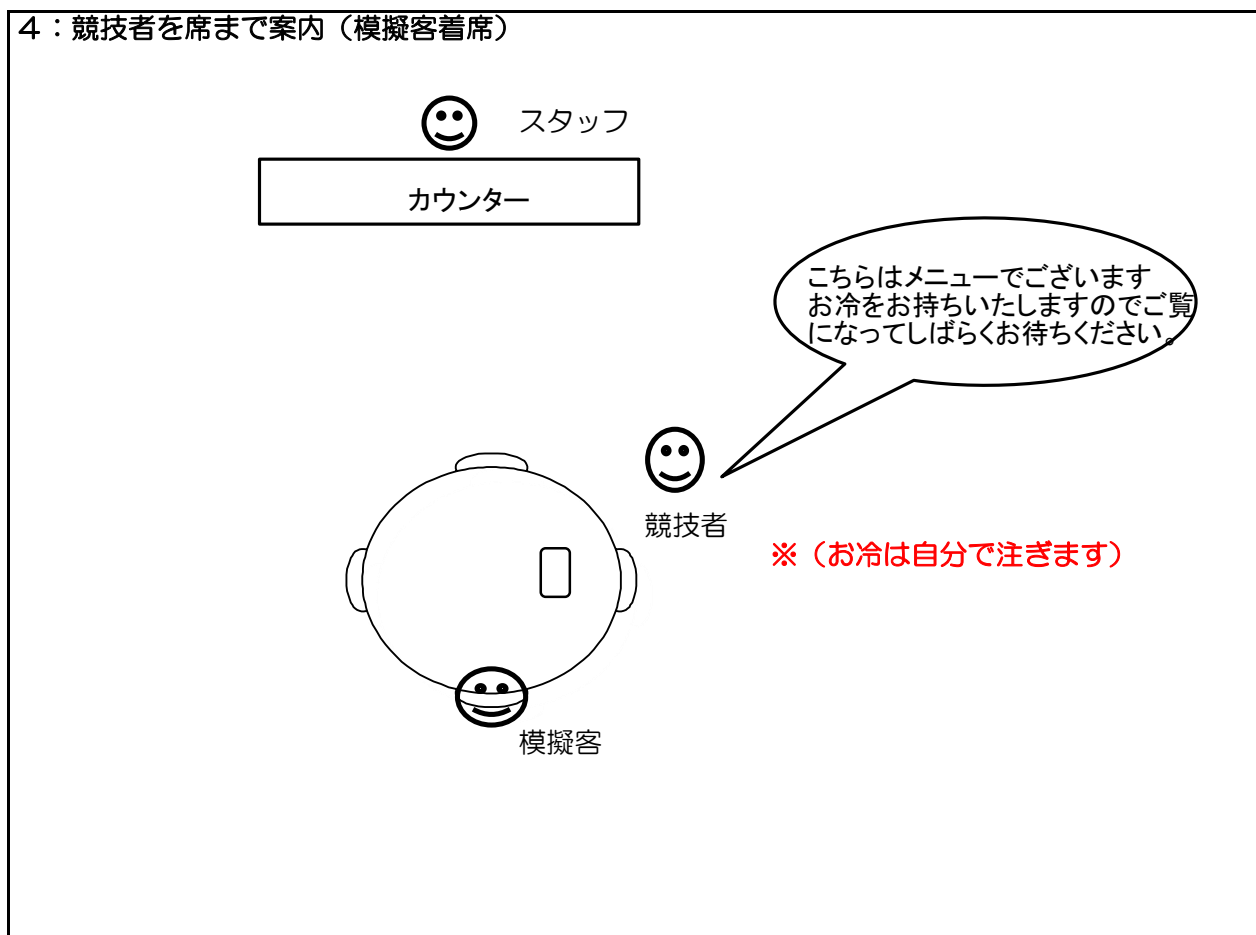 ４：競技者を席まで案内（模擬客着席）
スタッフ
カウンター
こちらはメニューでございます
お冷をお持ちいたしますのでご覧
になってしばらくお待ちください。
競技者
※（お冷は自分で注ぎます）
模擬客